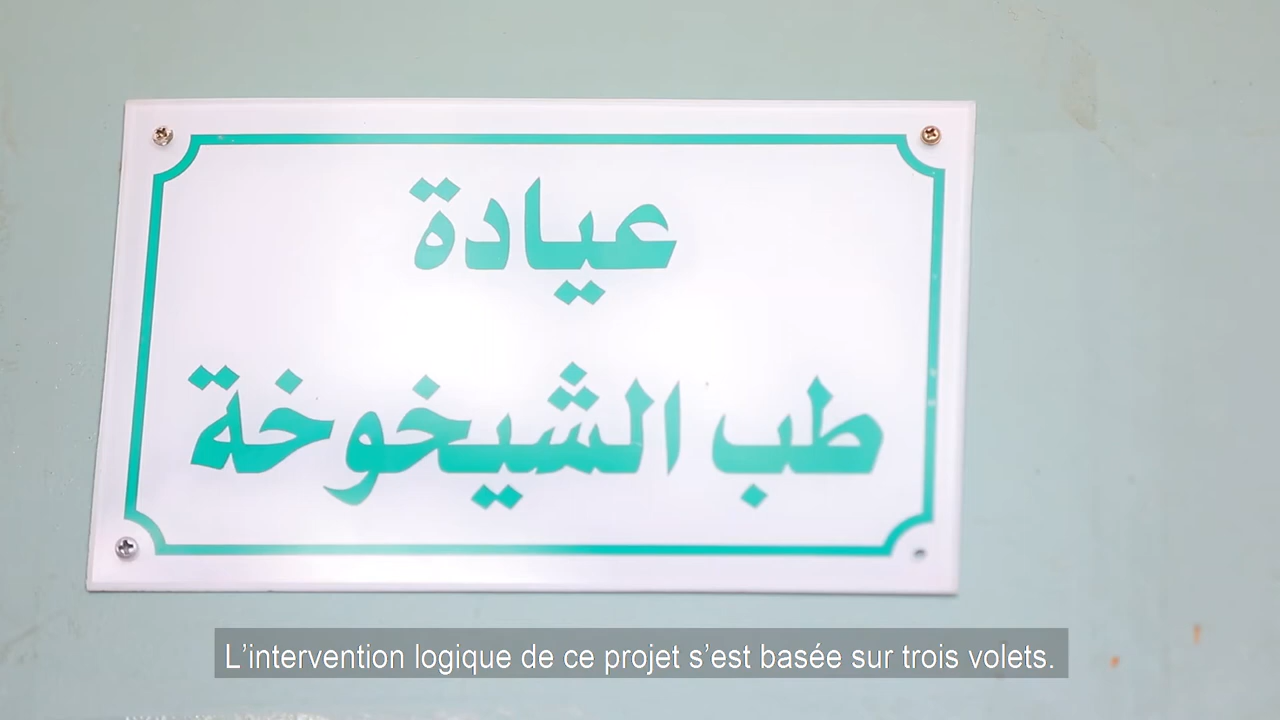 عيادة
طب الشيخوخة
L’intervention logique de ce projet s’est basée sur trois volets.